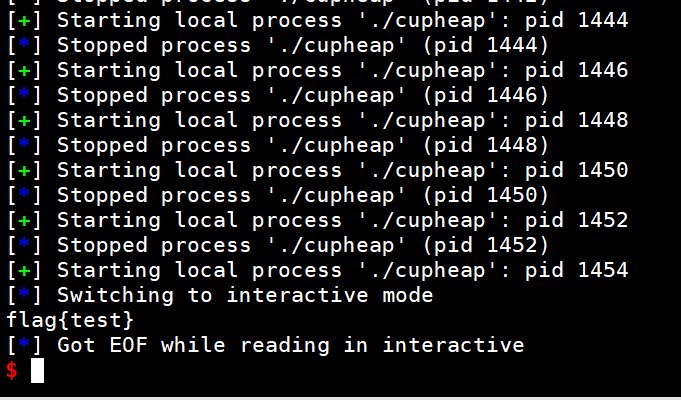 [+] Starting local process './cupheap': pid 1444
[*] Stopped process './cupheap' (pid 1444)
[+] Starting local process './cupheap': pid 1446
[*] Stopped process './cupheap' (pid 1446)
[+] Starting local process './cupheap': pid 1448
[*] Stopped process './cupheap' (pid 1448)
[+] Starting local process './cupheap': pid 1450
[*] Stopped process './cupheap' (pid 1450)
[+] Starting local process './cupheap': pid 1452
[*] Stopped process './cupheap' (pid 1452)
[+] Starting local process './cupheap': pid 1454
[*] Switching to interactive mode
flag{test}
[*] Got EOF while reading in interactive
$